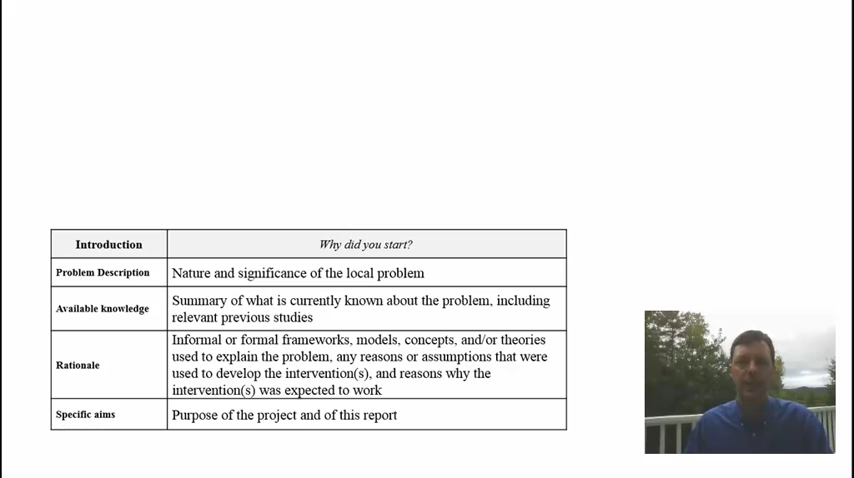 Introduction
Why did you start?
Problem Description
Nature and significance of the local problem
Available knowledge
Summary of what is currently known about the problem, including
relevant previous studies
Rationale
Informal or formal frameworks, models, concepts, and/or theories
used to explain the problem, any reasons or assumptions that were
used to develop the intervention(s), and reasons why the
intervention(s) was expected to work
Specific aims
Purpose of the project and of this report